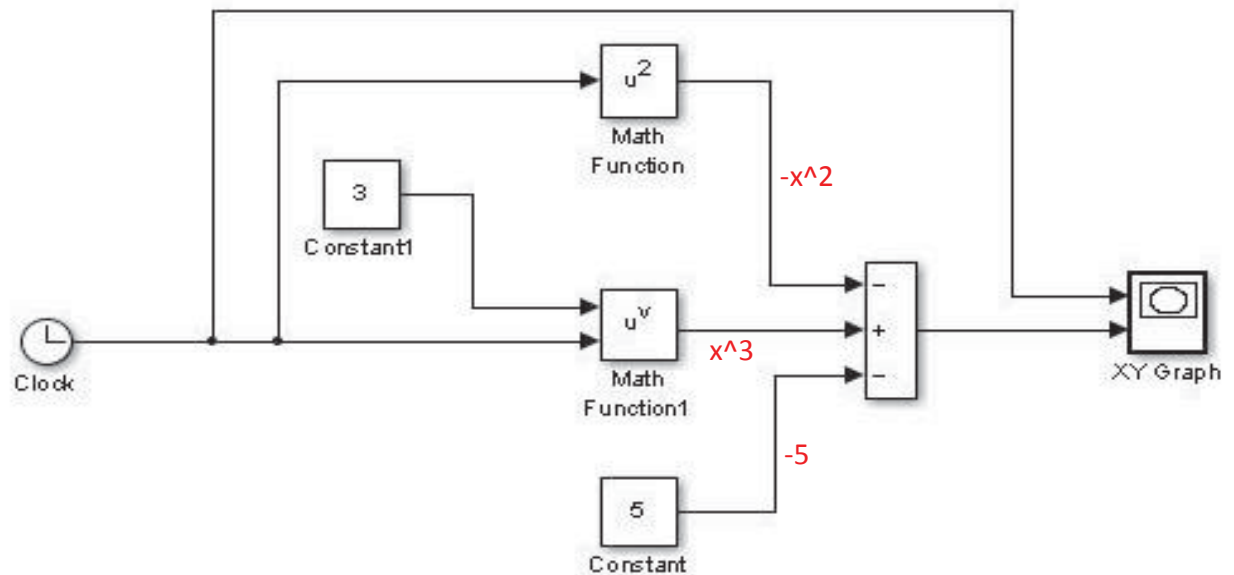 u^2
Math
Function
-x^2
3
Constant1
u^v
Math
Function1
x^3
Clock
−
+
−
XY Graph
-5
5
Constant